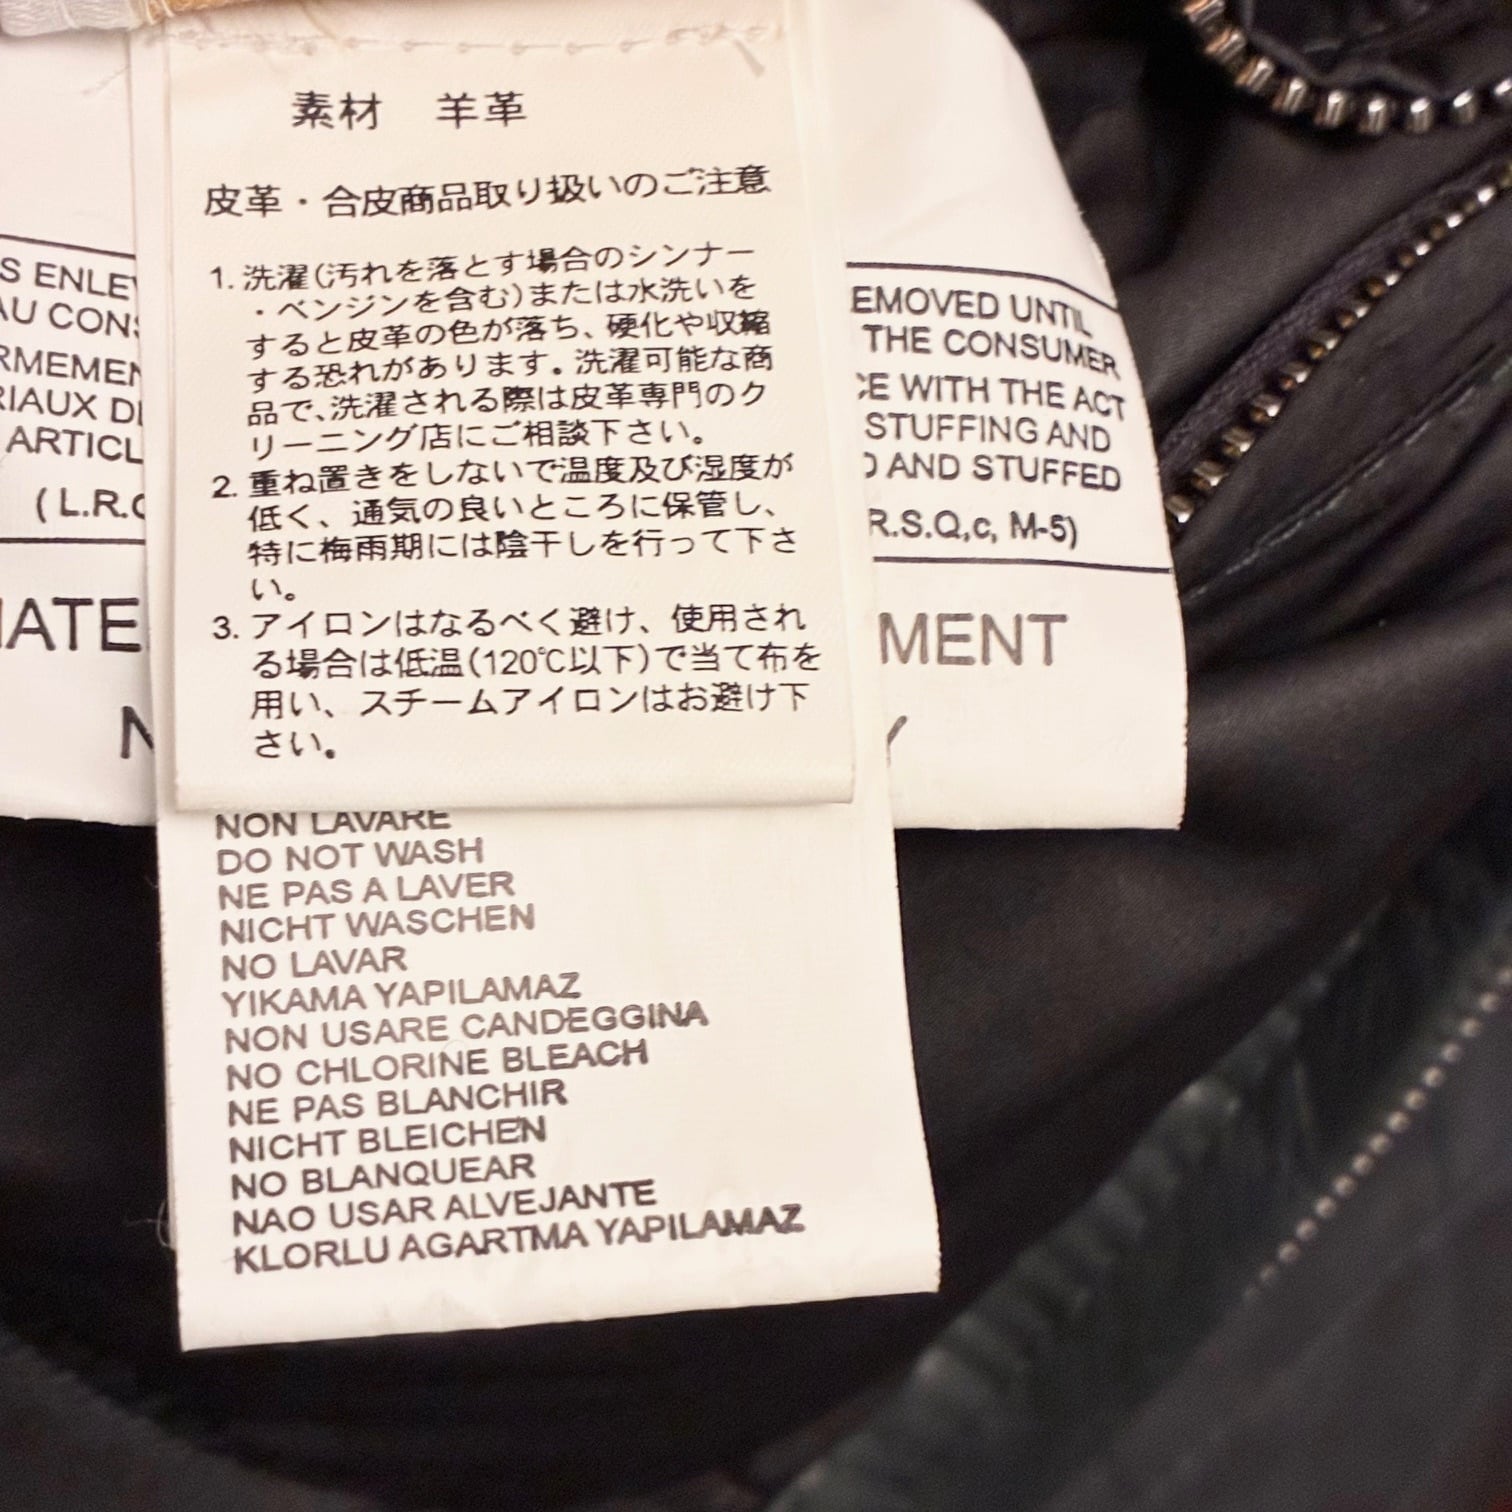 素材　羊革
皮革・合皮商品取り扱いのご注意
1. 洗濯(汚れを落とす場合のシンナー
・ベンジンを含む)または水洗いを
すると皮革の色が落ち、硬化や収縮
する恐れがあります。洗濯可能な商
品で、洗濯される際は皮革専門のク
リーニング店にご相談下さい。
2. 重ね置きをしないで温度及び湿度が
低く、通気の良いところに保管し、
特に梅雨期には陰干しを行って下さ
い。
3. アイロンはなるべく避け、使用され
る場合は低温(120℃以下)で当て布を
用い、スチームアイロンはお避け下
さい。
NON LAVARE
DO NOT WASH
NE PAS A LAVER
NICHT WASCHEN
NO LAVAR
YIKAMA YAPILAMAZ
NON USARE CANDEGGINA
NO CHLORINE BLEACH
NE PAS BLANCHIR
NICHT BLEICHEN
NO BLANQUEAR
NAO USAR ALVEJANTE
KLORLU AGARTMA YAPILAMAZ
S ENLE
AU CONS
RMEMEN
RIAUX D
ARTICL
( L.R.
ATE
N
EMOVED UNTIL
THE CONSUMER
CE WITH THE ACT
STUFFING AND
D AND STUFFED
R.S.Q,c, M-5)
MENT
Y